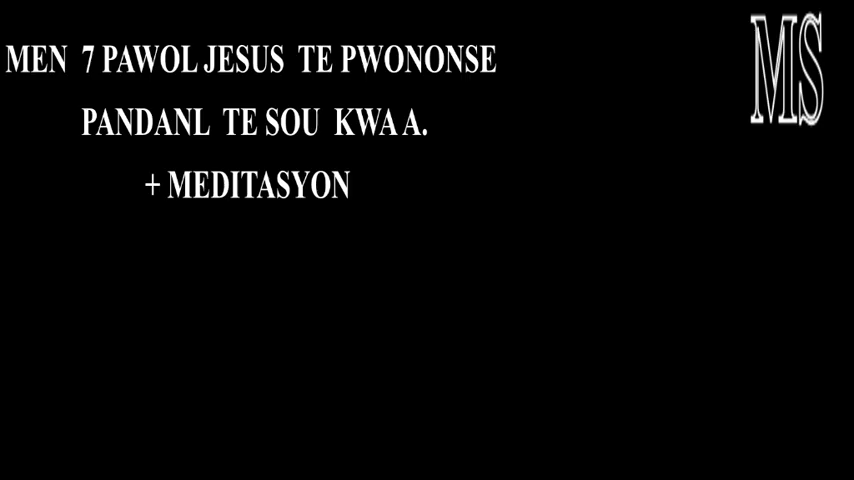 MEN 7 PAWOL JESUS TE PWONONSE
PANDANL TE SOU KWA A.
+ MEDITASYON
MS